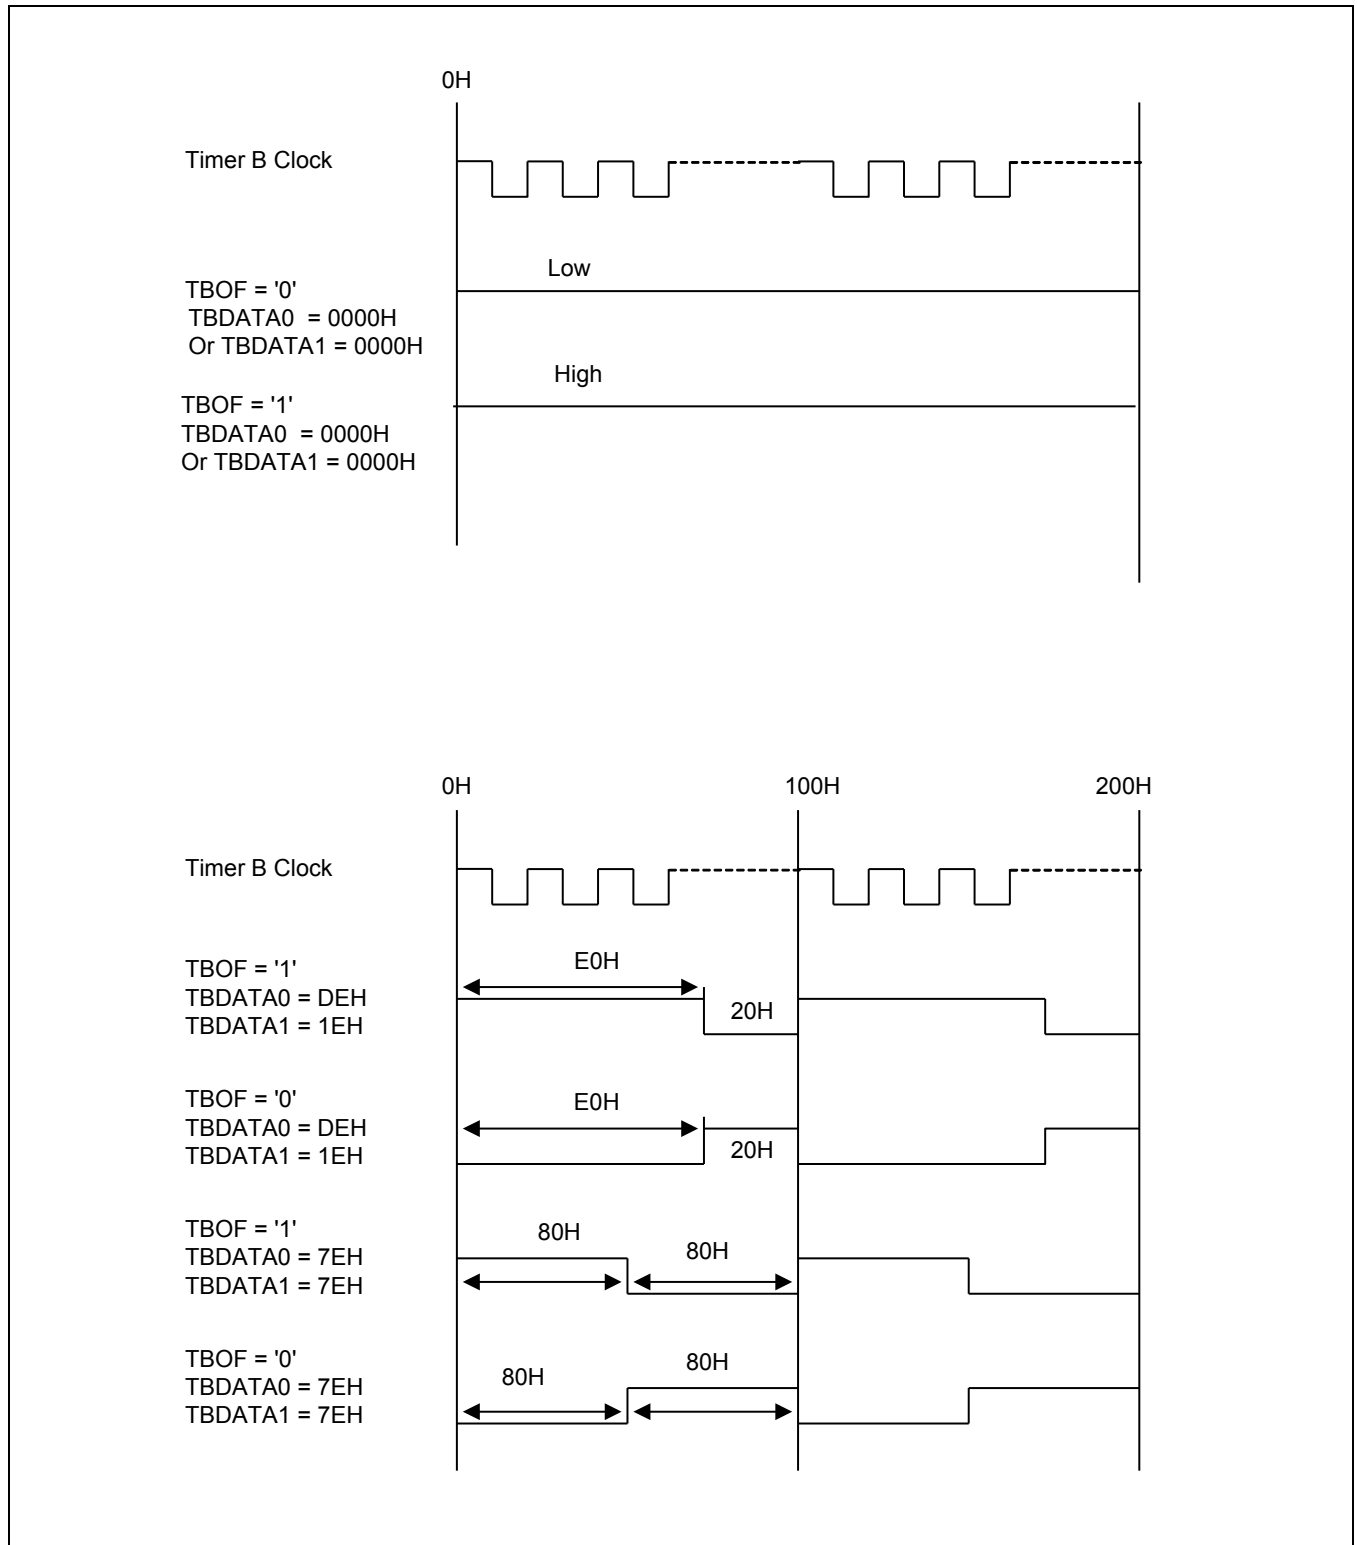 0H
Timer B Clock
Low
TBOF = '0'
TBDATA0 = 0000H
Or TBDATA1 = 0000H
High
TBOF = '1'
TBDATA0 = 0000H
Or TBDATA1 = 0000H
0H 100H 200H
Timer B Clock
E0H
TBOF = '1'
TBDATA0 = DEH
TBDATA1 = 1EH
20H
E0H
TBOF = '0'
TBDATA0 = DEH
TBDATA1 = 1EH
20H
TBOF = '1'
TBDATA0 = 7EH
TBDATA1 = 7EH
80H
80H
TBOF = '0'
TBDATA0 = 7EH
TBDATA1 = 7EH
80H
80H